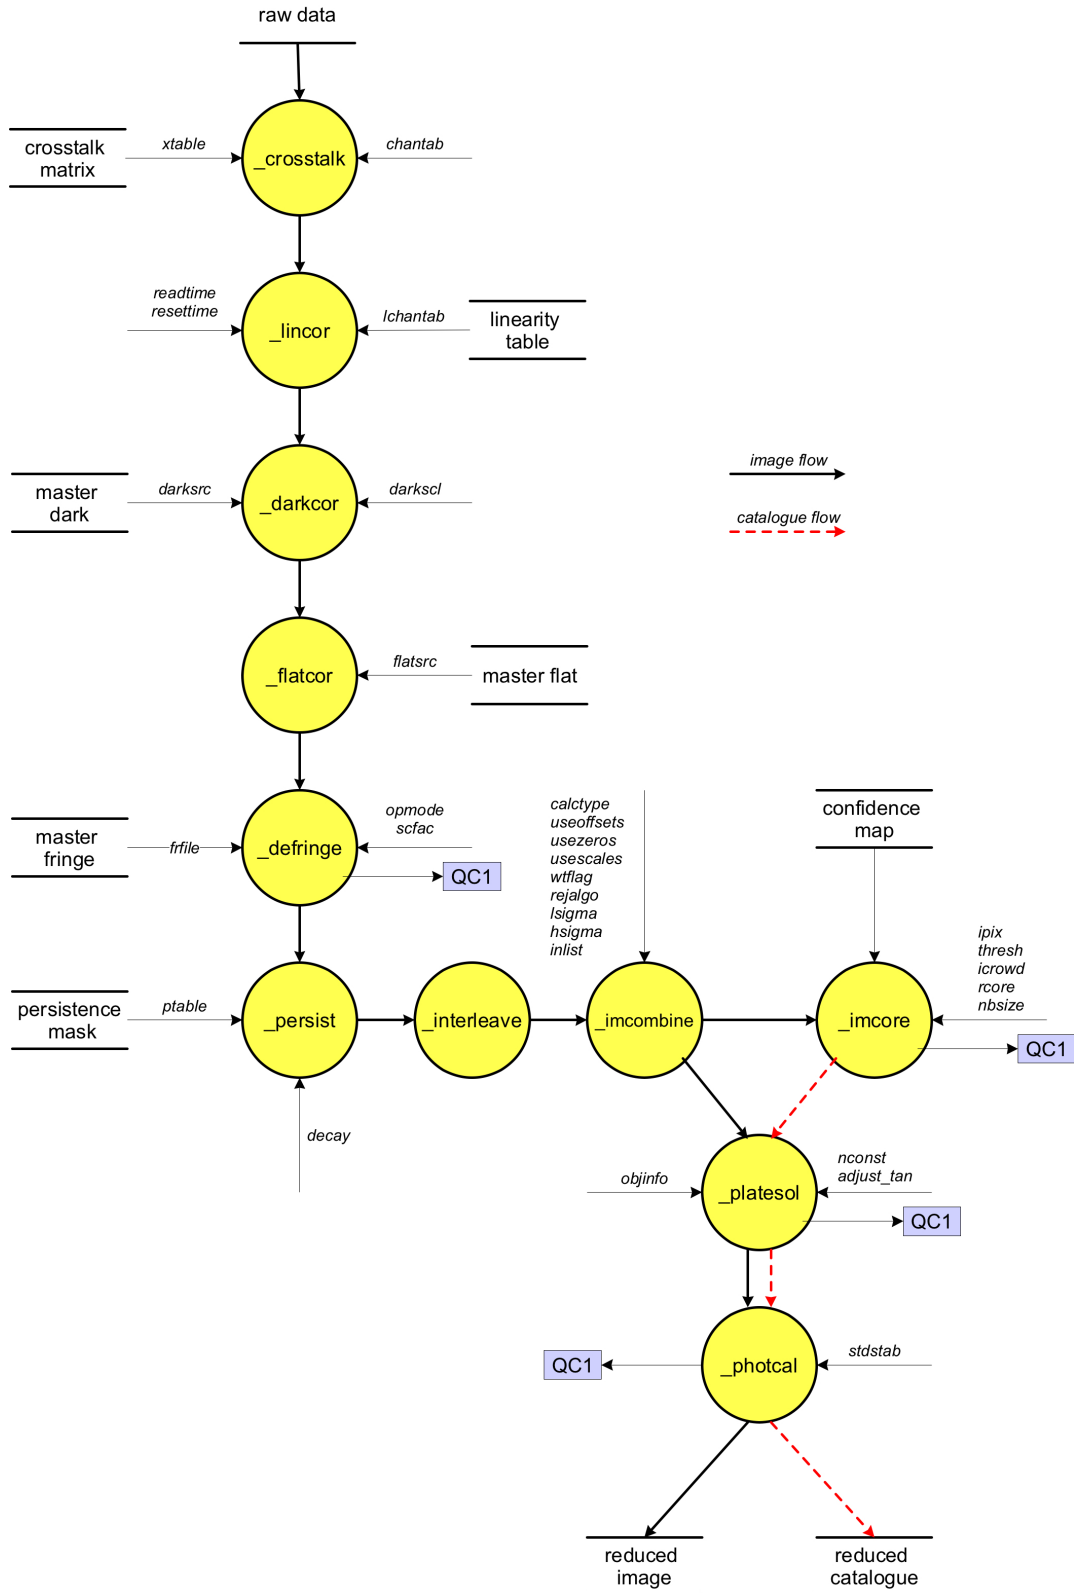 raw data
crosstalk
matrix
xtable
_crosstalk
chantab
readtime
resettime
_lincor
lchantab
linearity
table
master
dark
darksrc
_darkcor
darkscl
image flow
catalogue flow
_flatcor
flatsrc
master flat
master
fringe
frfile
_defringe
opmode
scfac
QC1
calctype
useoffsets
usezeros
usescales
wtflag
rejalgo
lsigma
hsigma
inlist
confidence
map
persistence
mask
ptable
_persist
_interleave
_imcombine
_imcore
ipix
thresh
icrowd
rcore
nbsize
QC1
decay
objinfo
_platesol
nconst
adjust_tan
QC1
QC1
_photcal
stdstab
reduced
image
reduced
catalogue